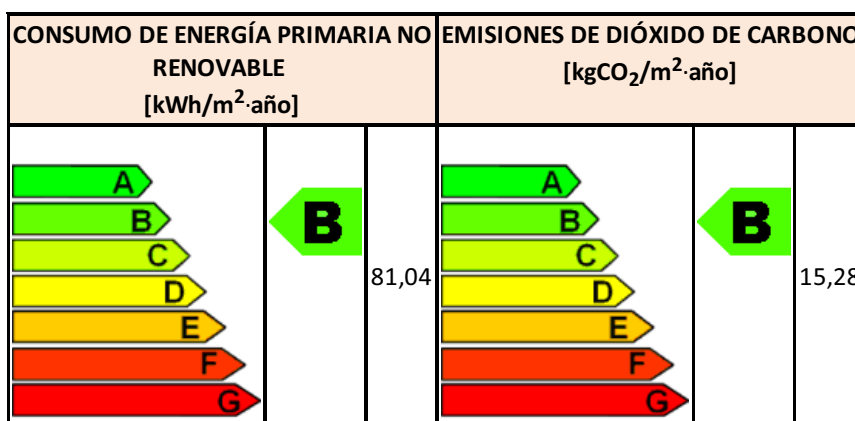 CONSUMO DE ENERGÍA PRIMARIA NO
RENOVABLE
[kWh/m2·año]
EMISIONES DE DIÓXIDO DE CARBONO
[kgCO2/m2·año]
A
B
C
D
E
F
G
B
81,04
A
B
C
D
E
F
G
B
15,28